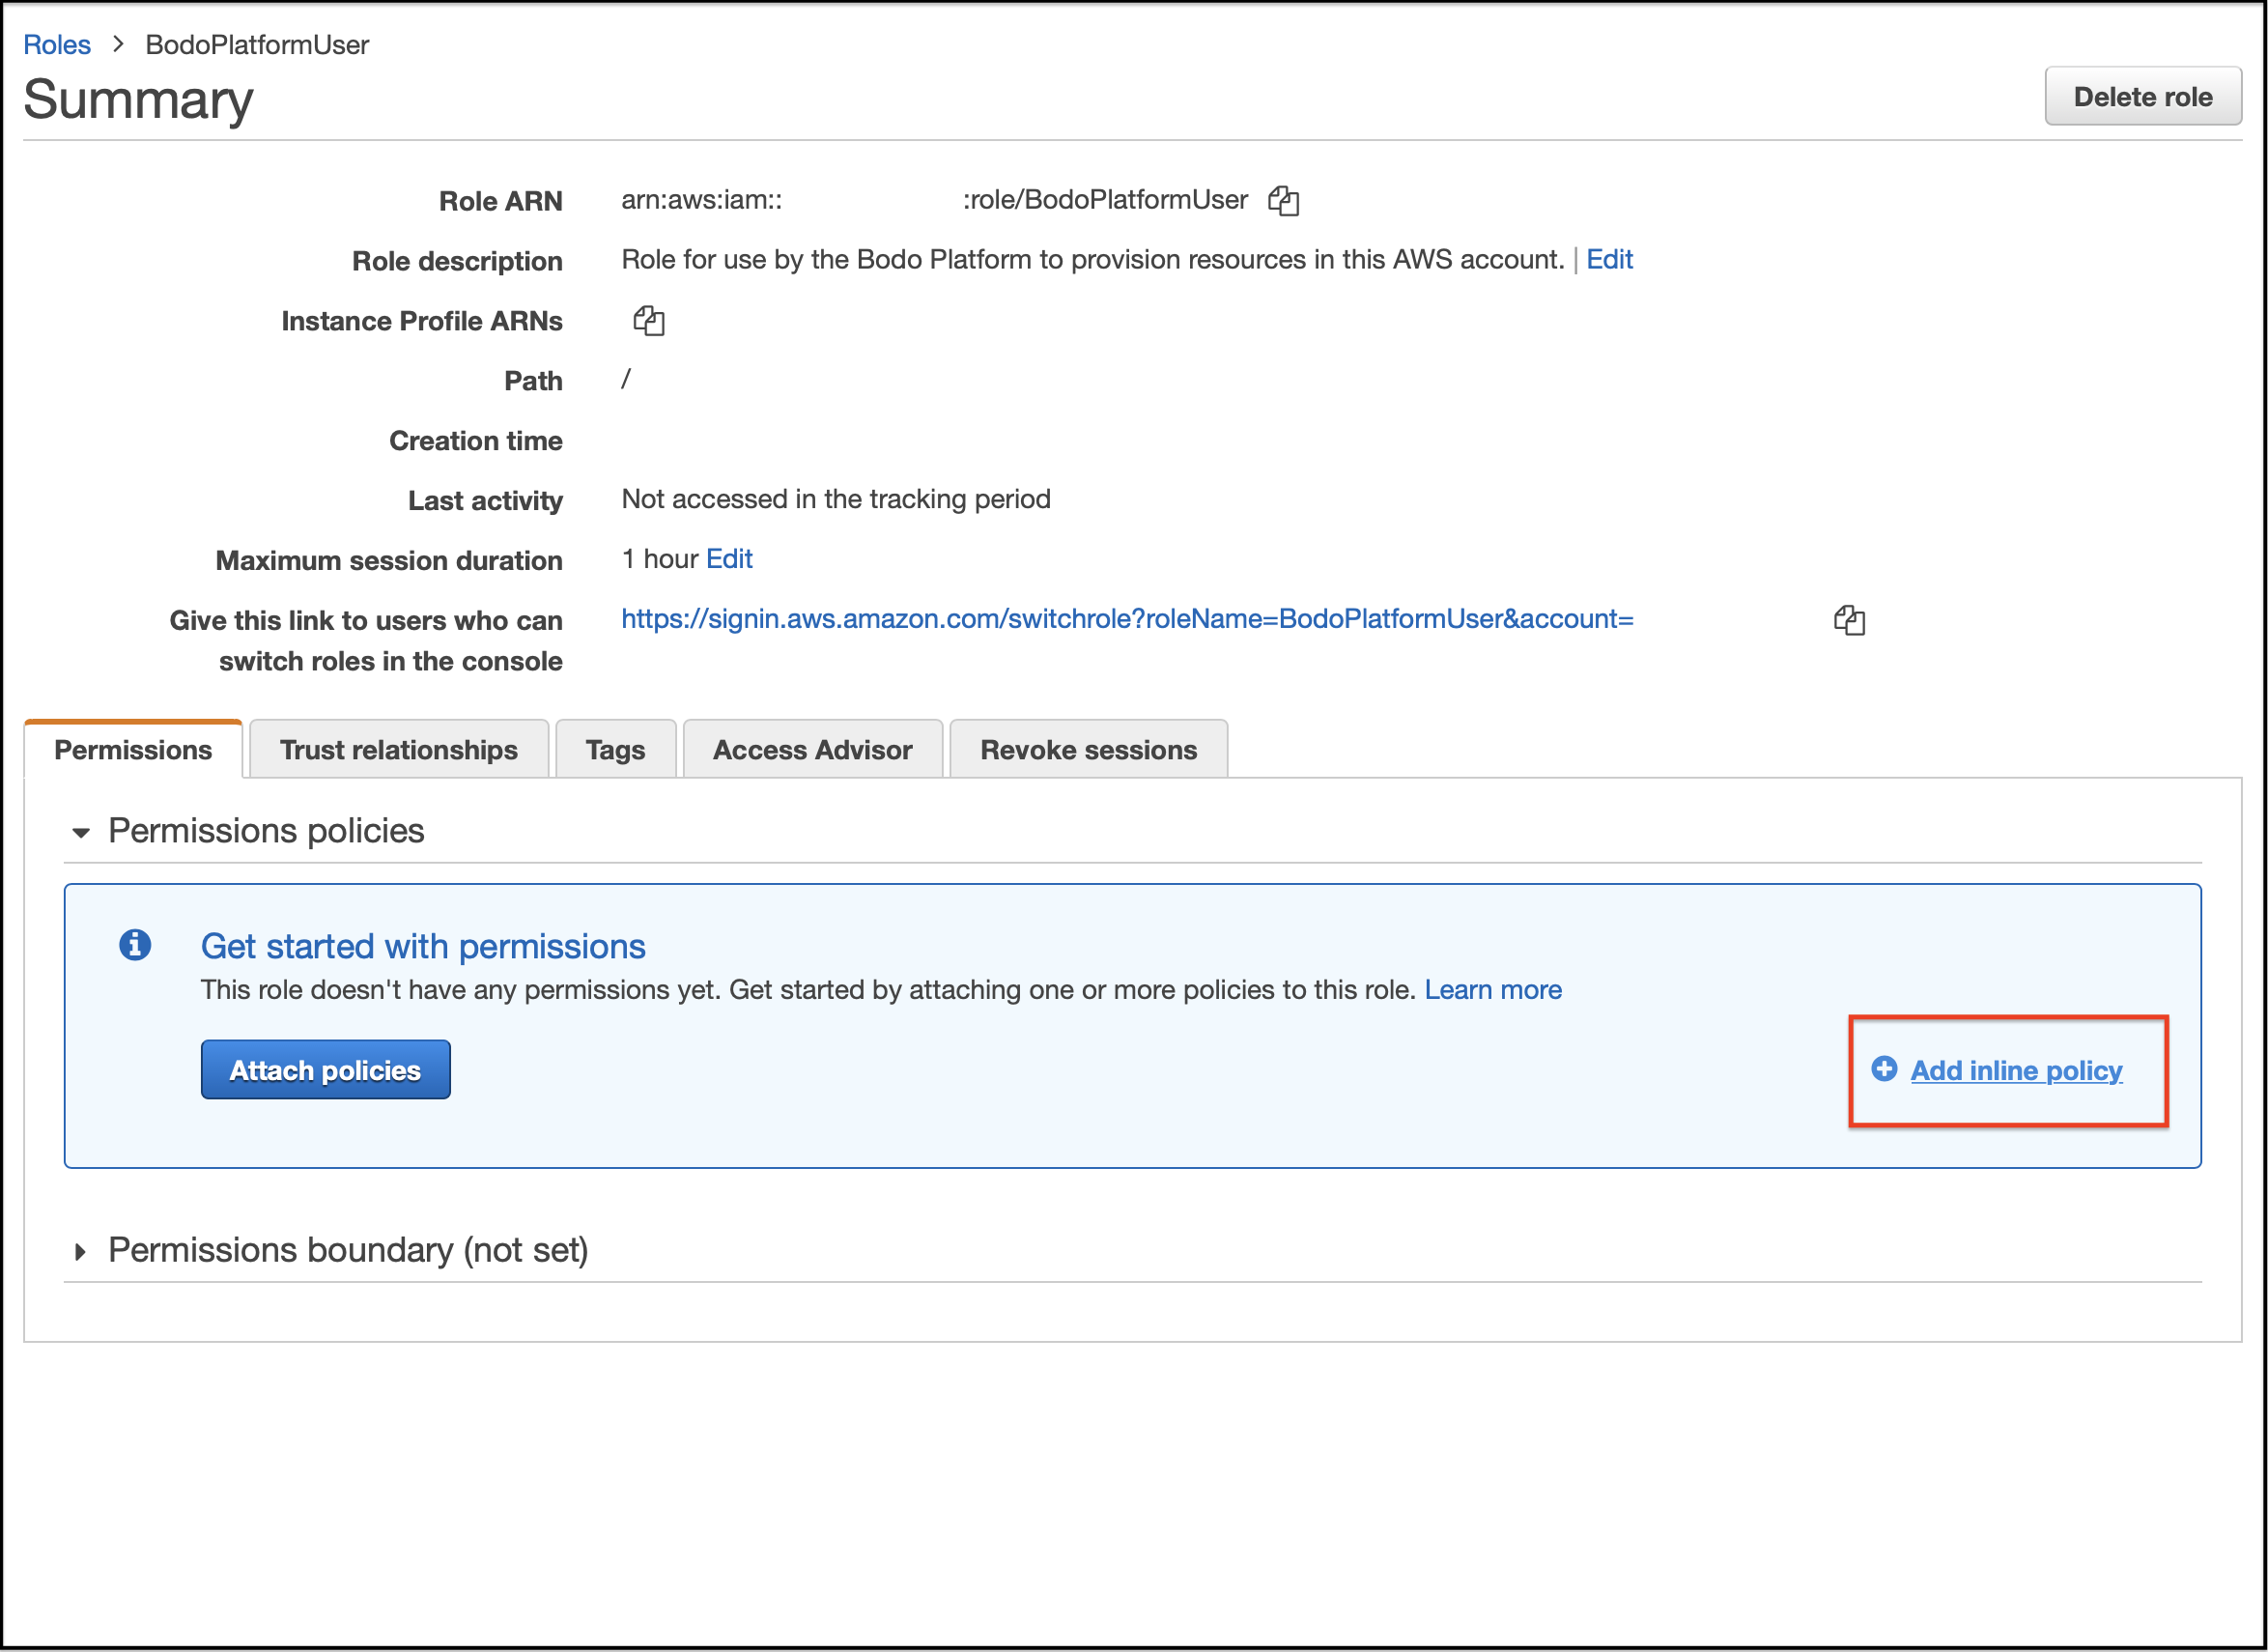 Roles > BodoPlatformUser
Summary
Delete role
Role ARN arn:aws:iam:: :role/BodoPlatformUser
Role description Role for use by the Bodo Platform to provision resources in this AWS account. | Edit
Instance Profile ARNs
Path /
Creation time
Last activity Not accessed in the tracking period
Maximum session duration 1 hour Edit
Give this link to users who can https://signin.aws.amazon.com/switchrole?roleName=BodoPlatformUser&account=
switch roles in the console
Permissions Trust relationships Tags Access Advisor Revoke sessions
Permissions policies
Get started with permissions
This role doesn't have any permissions yet. Get started by attaching one or more policies to this role. Learn more
Attach policies Add inline policy
Permissions boundary (not set)